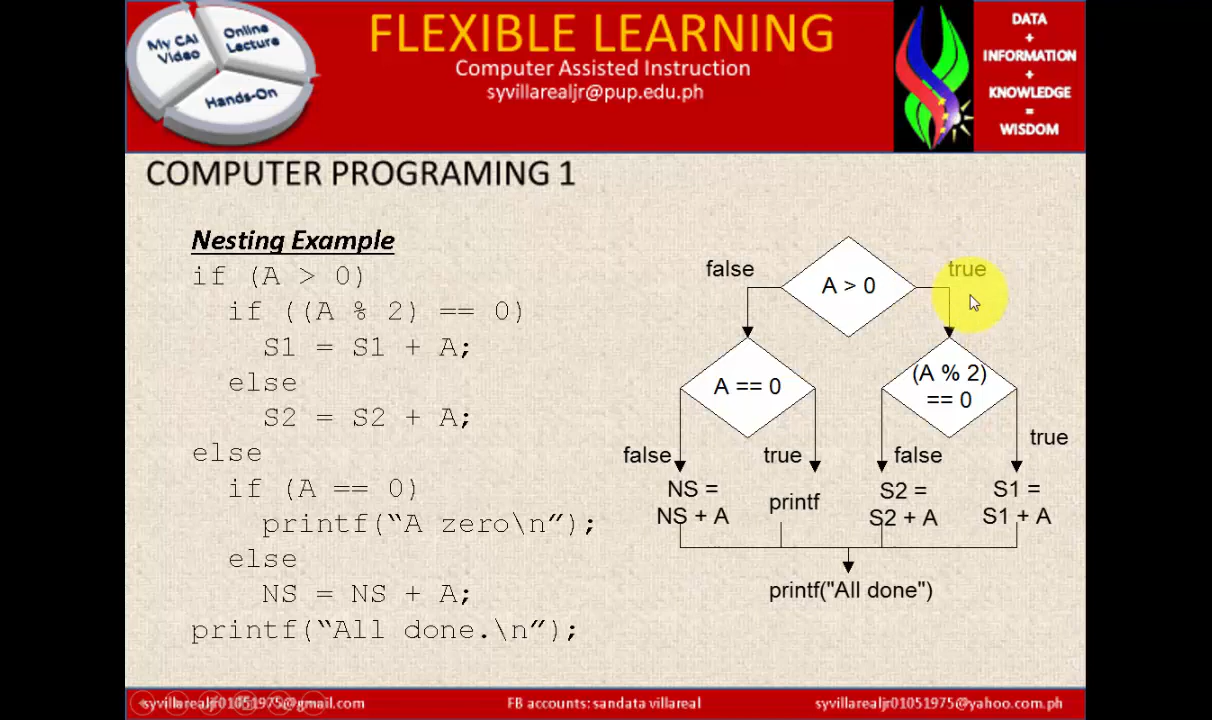 My CAI
Video
Online
Lecture
Hands-On
FLEXIBLE LEARNING
Computer Assisted Instruction
syvillarealjr@pup.edu.ph
DATA
+
INFORMATION
+
KNOWLEDGE
=
WISDOM
COMPUTER PROGRAMING 1
Nesting Example
if (A > 0)
if ((A % 2) == 0)
S1 = S1 + A;
else
S2 = S2 + A;
else
if (A == 0)
printf(“A zero\n”);
else
NS = NS + A;
printf(“All done.\n”);
false
A > 0
true
A == 0
(A % 2)
== 0
false
true
false
true
NS =
NS + A
printf
S2 =
S2 + A
S1 =
S1 + A
printf("All done")
syvillarealjr01051975@gmail.com
FB accounts: sandata villareal
syvillarealjr01051975@yahoo.com.ph